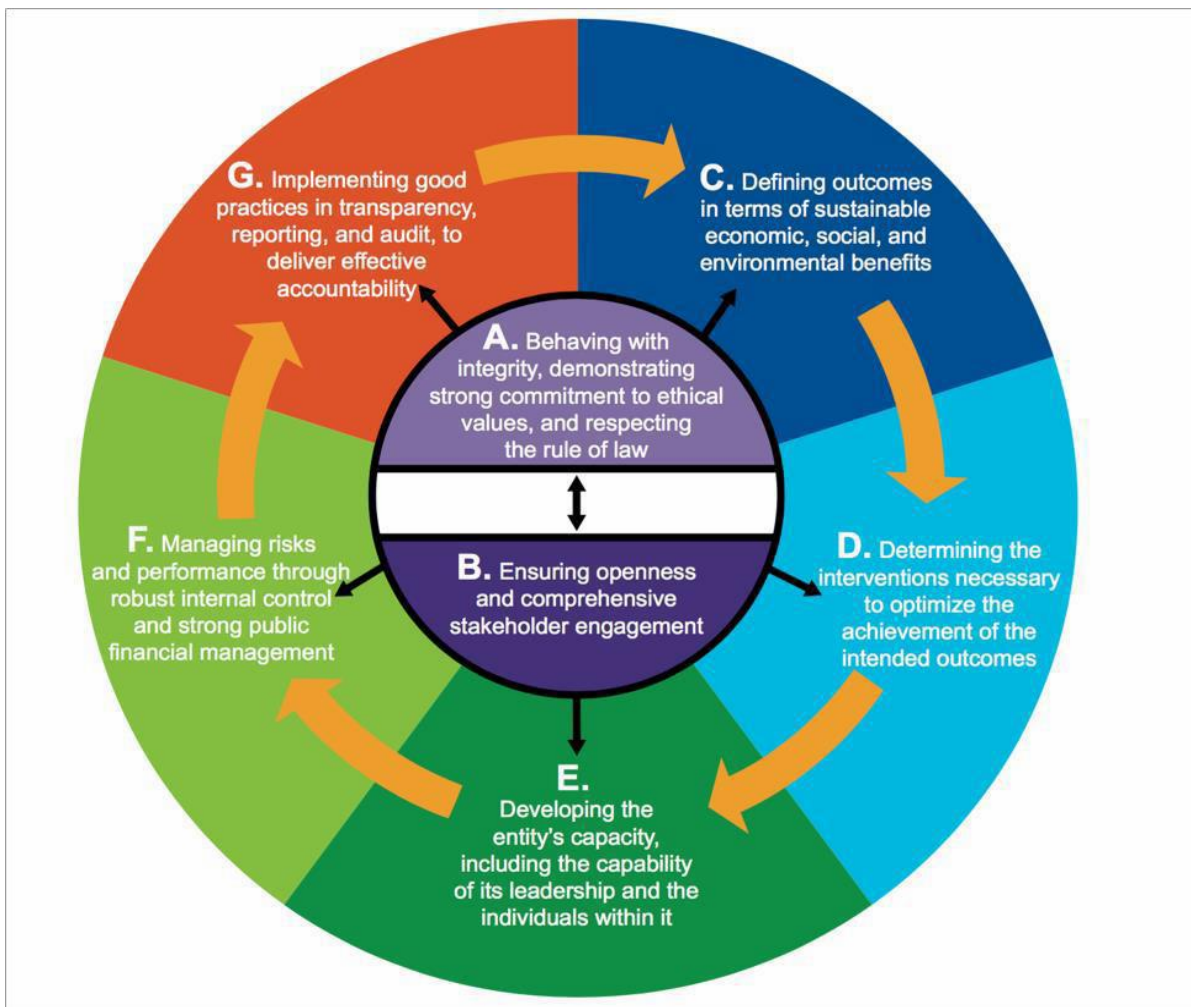 G. Implementing good
practices in transparency,
reporting, and audit, to
deliver effective
accountability
C. Defining outcomes
in terms of sustainable
economic, social, and
environmental benefits
A. Behaving with
integrity, demonstrating
strong commitment to ethical
values, and respecting
the rule of law
B. Ensuring openness
and comprehensive
stakeholder engagement
F. Managing risks
and performance through
robust internal control
and strong public
financial management
D. Determining the
interventions necessary
to optimize the
achievement of the
intended outcomes
E.
Developing the
entity's capacity,
including the capability
of its leadership and the
individuals within it